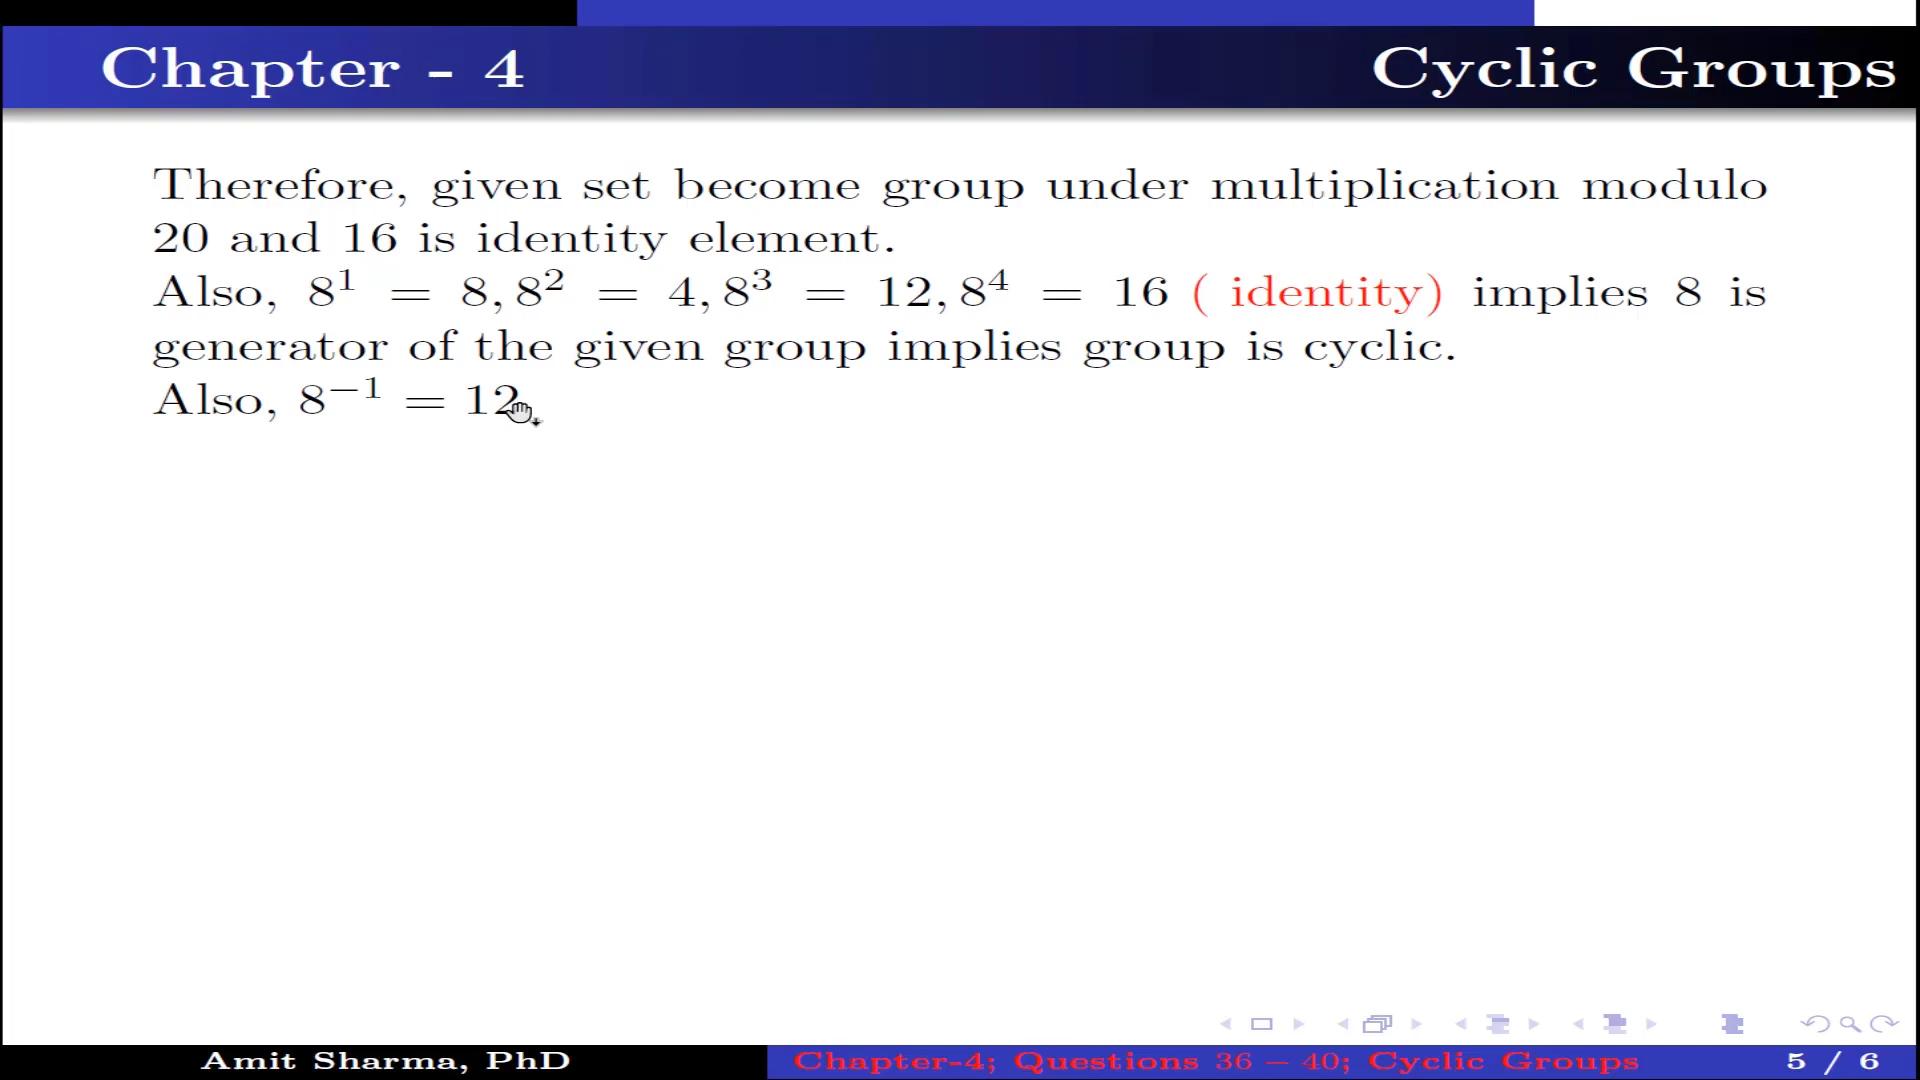 Chapter - 4 Cyclic Groups
Therefore, given set become group under multiplication modulo
20 and 16 is identity element.
Also, 8¹ = 8, 8² = 4, 8³ = 12, 8⁴ = 16 ( identity) implies 8 is
generator of the given group implies group is cyclic.
Also, 8⁻¹ = 12
Amit Sharma, PhD Chapter-4; Questions 36 – 40; Cyclic Groups 5 / 6